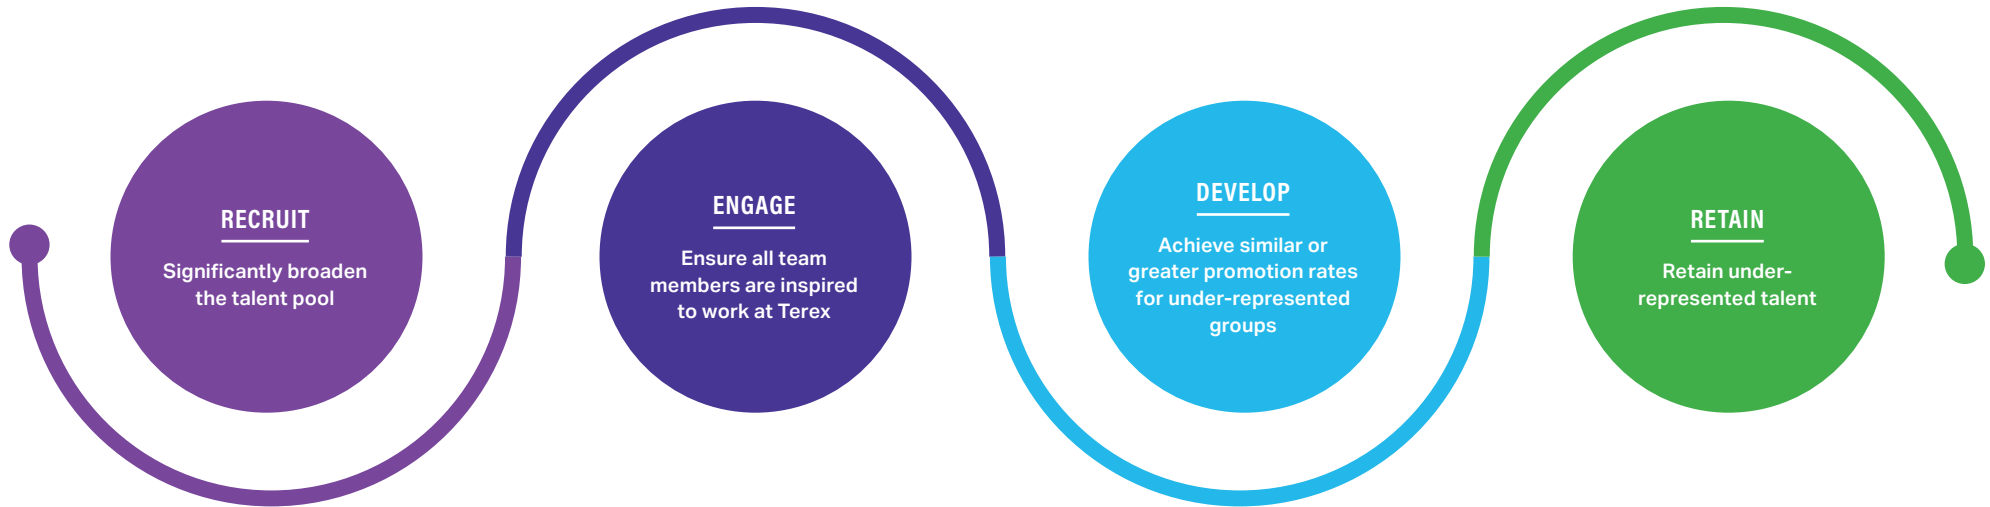 RECRUIT
Significantly broaden
the talent pool
ENGAGE
Ensure all team
members are inspired
to work at Terex
DEVELOP
Achieve similar or
greater promotion rates
for under-represented
groups
RETAIN
Retain under-
represented talent